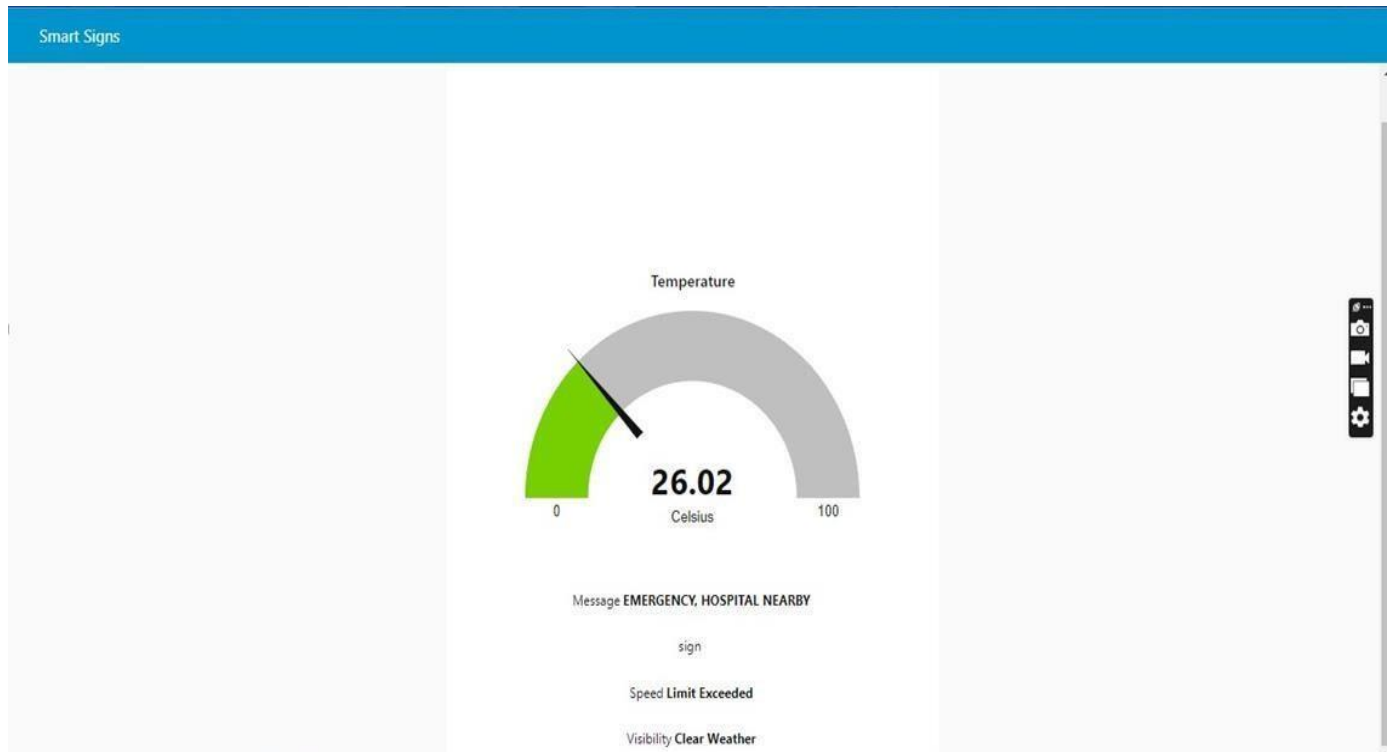 Smart Signs
Temperature
26.02
Celsius
0
100
Message EMERGENCY, HOSPITAL NEARBY
sign
Speed Limit Exceeded
Visibility Clear Weather